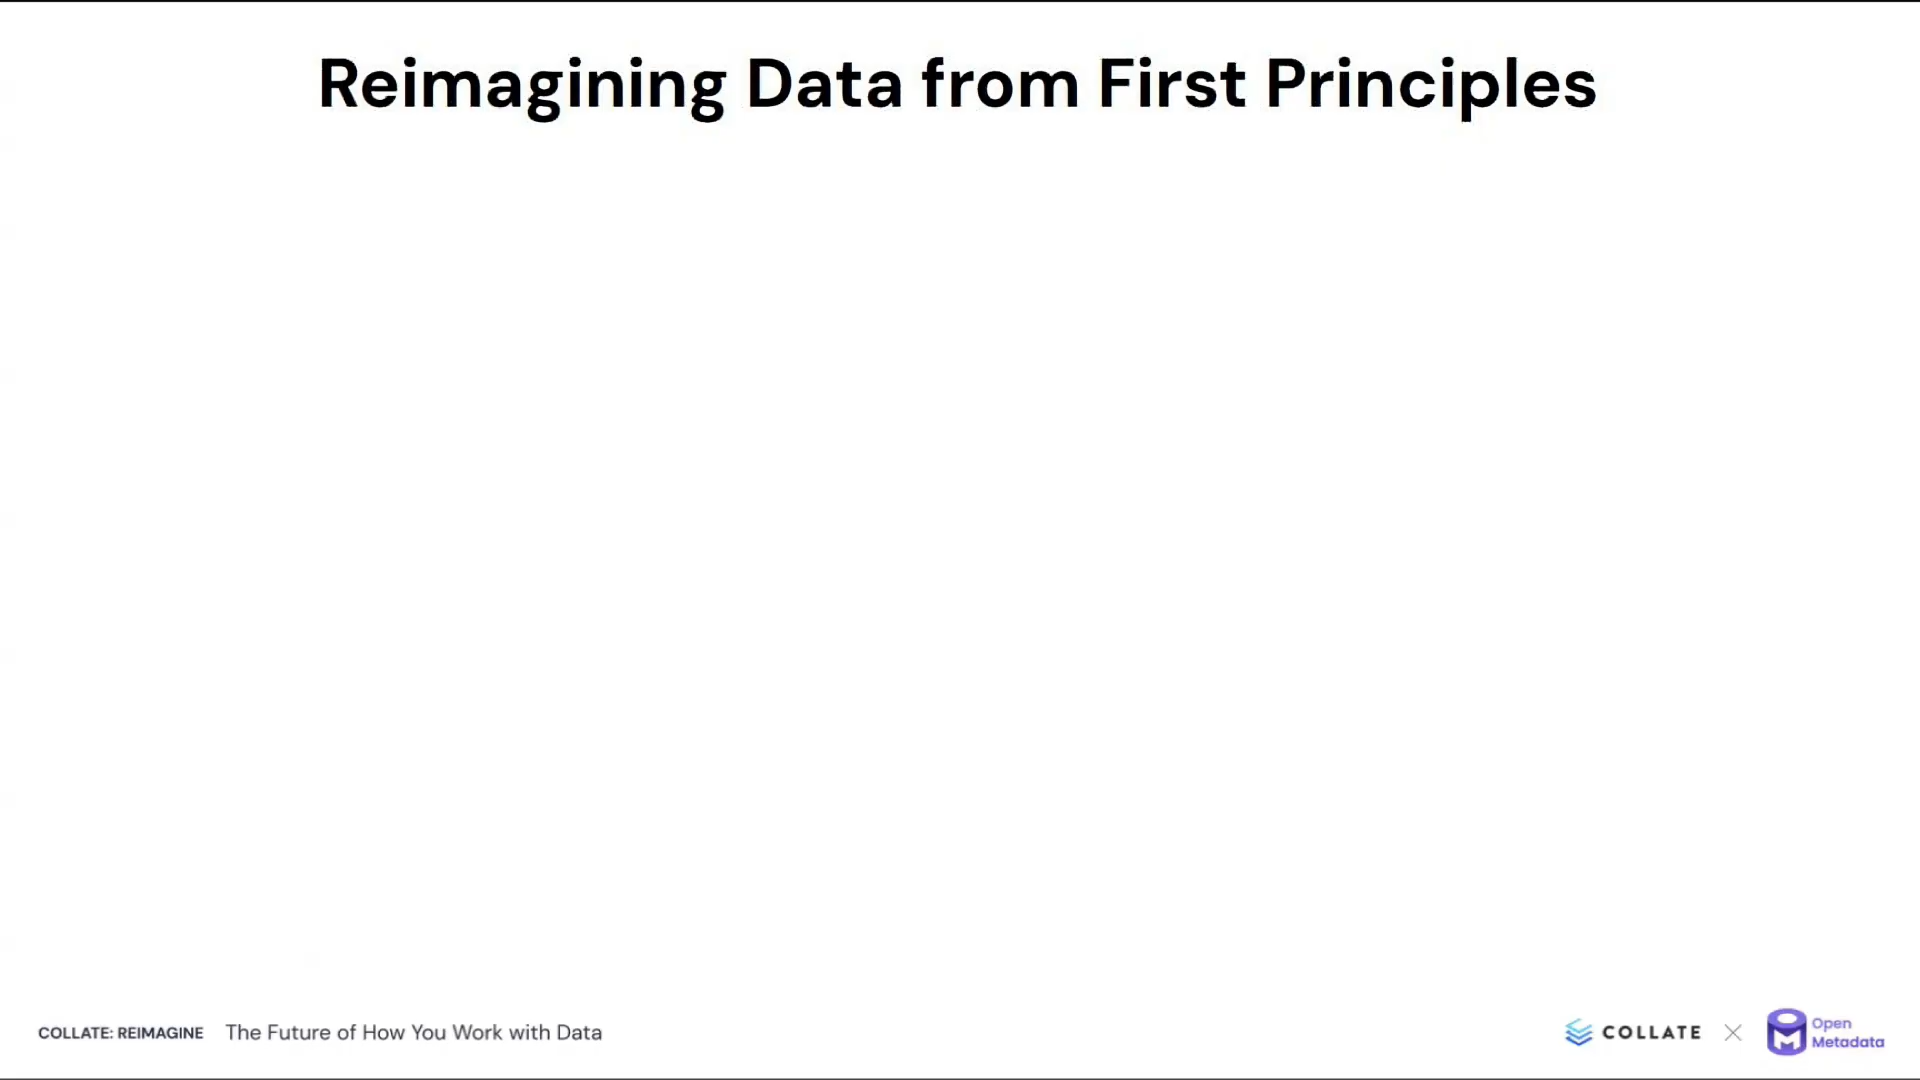 Reimagining Data from First Principles
COLLATE: REIMAGINE The Future of How You Work with Data
COLLATE
Open
Metadata